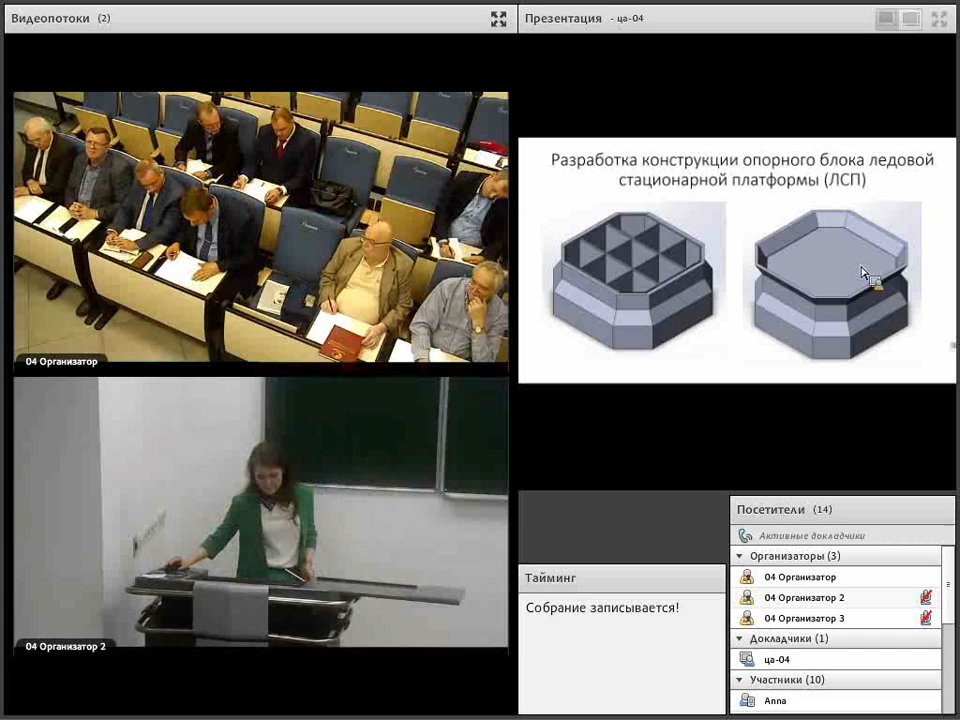 Видеопотоки (2)
04 Организатор
04 Организатор 2
Презентация - ца-04
Разработка конструкции опорного блока ледовой
стационарной платформы (ЛСП)
Тайминг
Собрание записывается!
Посетители (14)
Активные докладчики
Организаторы (3)
04 Организатор
04 Организатор 2
04 Организатор 3
Докладчики (1)
ца-04
Участники (10)
Anna